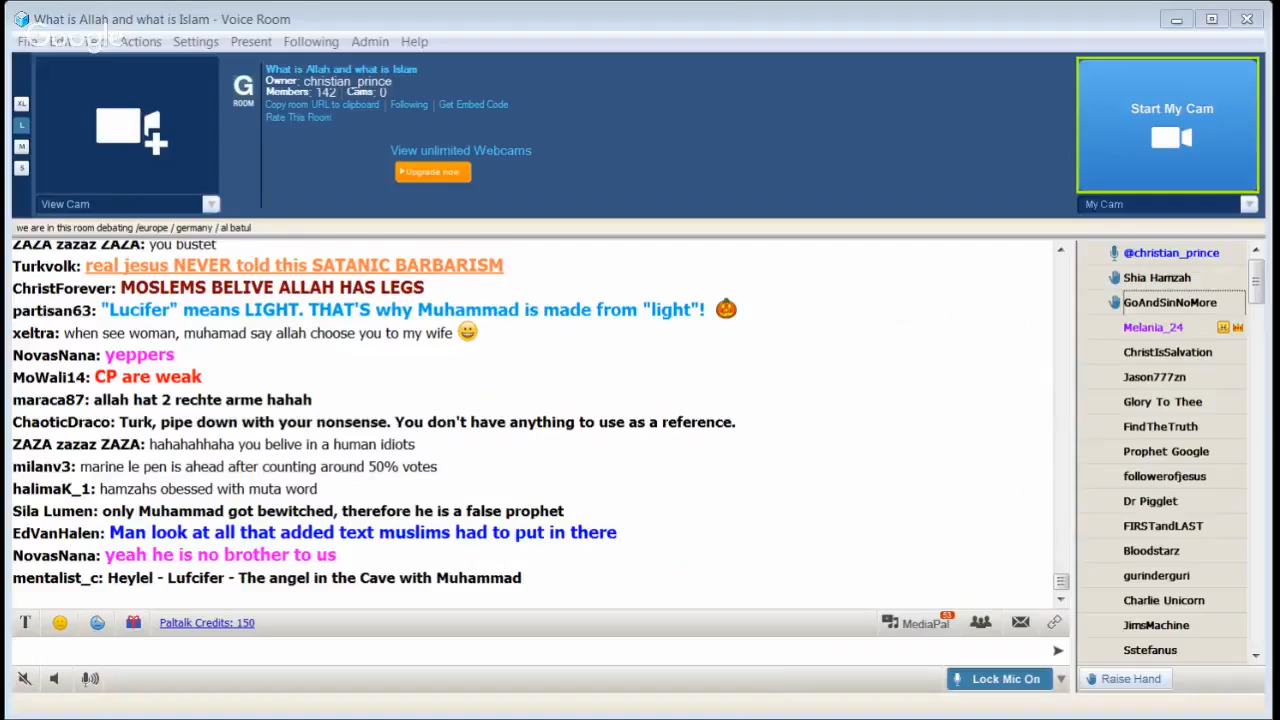 What is Allah and what is Islam - Voice Room
Google
Actions Settings Present Following Admin Help
XL
L
M
S
View Cam
G
ROOM
What is Allah and what is Islam
Owner: christian_prince
Members: 142 Cams: 0
Copy room URL to clipboard | Following | Get Embed Code
Rate This Room
View unlimited Webcams
Upgrade now
Start My Cam
My Cam
we are in this room debating /europe / germany / al batul
ZAZA zazaz ZAZA: you bustet
Turkvolk: real jesus NEVER told this SATANIC BARBARISM
ChristForever: MOSLEMS BELIVE ALLAH HAS LEGS
partisan63: "Lucifer" means LIGHT. THAT'S why Muhammad is made from "light"!
xeltra: when see woman, muhamad say allah choose you to my wife
NovasNana: yeppers
MoWali14: CP are weak
maraca87: allah hat 2 rechte arme hahah
ChaoticDraco: Turk, pipe down with your nonsense. You don't have anything to use as a reference.
ZAZA zazaz ZAZA: hahahahhaha you belive in a human idiots
milanv3: marine le pen is ahead after counting around 50% votes
halimaK_1: hamzahs obessed with muta word
Sila Lumen: only Muhammad got bewitched, therefore he is a false prophet
EdVanHalen: Man look at all that added text muslims had to put in there
NovasNana: yeah he is no brother to us
mentalist_c: Heylel - Lufcifer - The angel in the Cave with Muhammad
@christian_prince
Shia Hamzah
GoAndSinNoMore
Melania_24
ChristIsSalvation
Jason777zn
Glory To Thee
FindTheTruth
Prophet Google
followerofjesus
Dr Pigglet
FIRSTandLAST
Bloodstarz
gurinderguri
Charlie Unicorn
JimsMachine
Sstefanus
T
Paltalk Credits: 150
MediaPal 53
Lock Mic On
Raise Hand